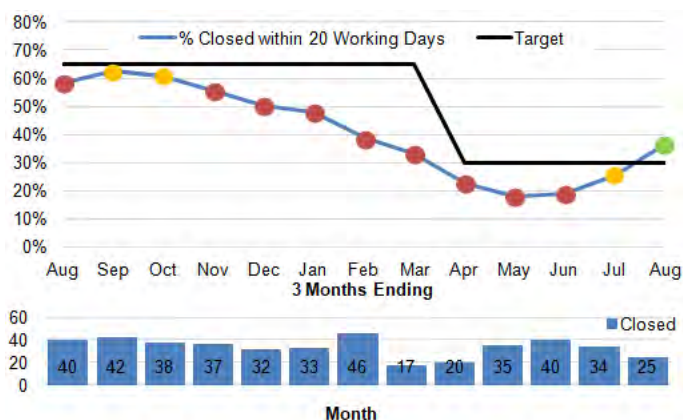 80%
% Closed within 20 Working Days Target
70%
60%
50%
40%
30%
20%
10%
0%
Aug Sep Oct Nov Dec Jan Feb Mar Apr May Jun Jul Aug
3 Months Ending
60
Closed
40
20
0
40 42 38 37 32 33 46 17 20 35 40 34 25
Month